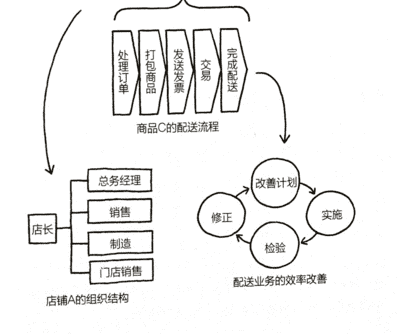 处理订单
打包商品
发送发票
交易
完成配送
商品C的配送流程
总务经理
销售
店长
制造
门店销售
店铺A的组织结构
改善计划
修正
实施
检验
配送业务的效率改善